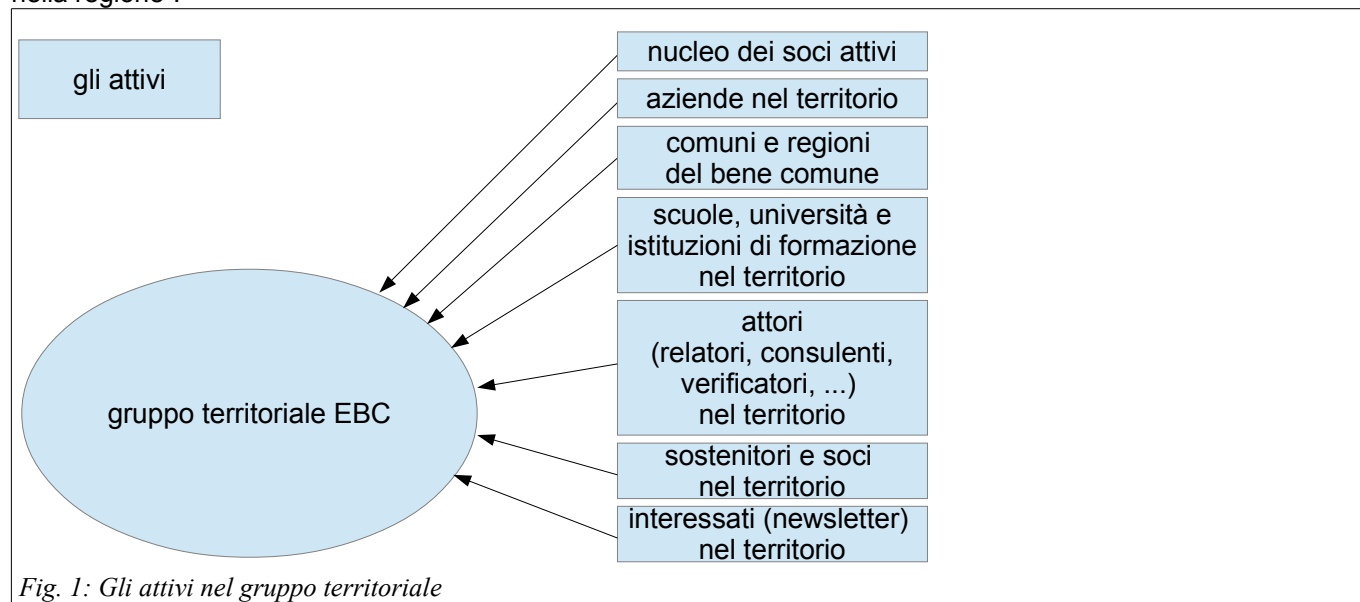 nella regione .
gli attivi
nucleo dei soci attivi
aziende nel territorio
comuni e regioni
del bene comune
scuole, università e
istituzioni di formazione
nel territorio
attori
(relatori, consulenti,
verificatori, ...)
nel territorio
gruppo territoriale EBC
sostenitori e soci
nel territorio
interessati (newsletter)
nel territorio
Fig. 1: Gli attivi nel gruppo territoriale